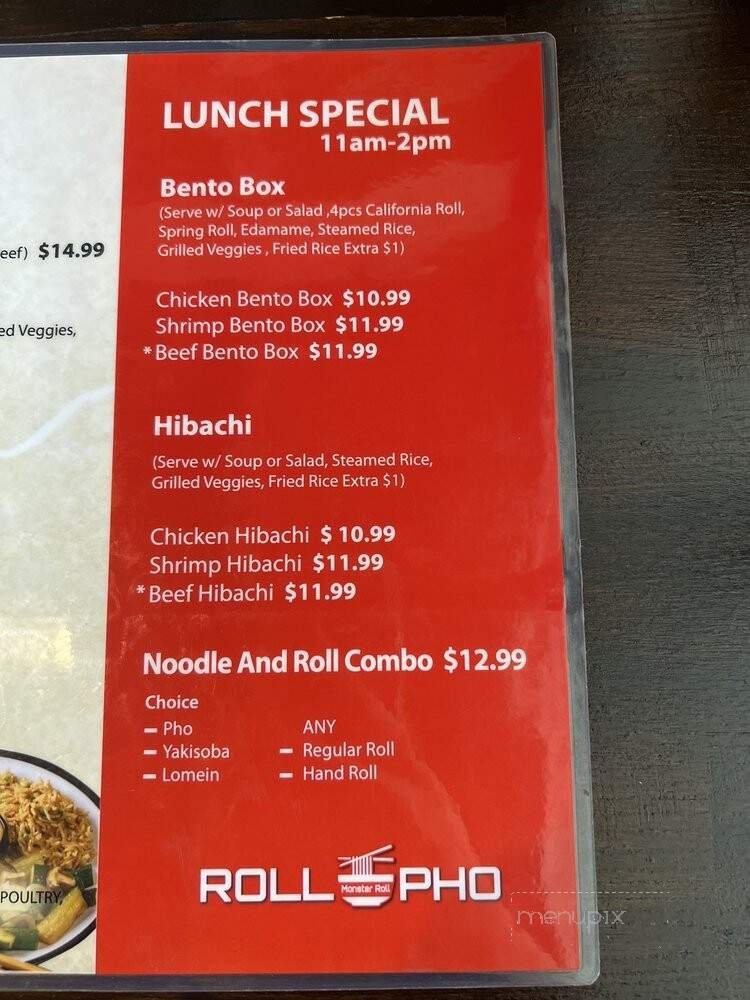 eef) $14.99
ed Veggies,
POULTRY,
LUNCH SPECIAL
11am-2pm
Bento Box
(Serve w/ Soup or Salad ,4pcs California Roll,
Spring Roll, Edamame, Steamed Rice,
Grilled Veggies , Fried Rice Extra $1)
Chicken Bento Box $10.99
Shrimp Bento Box $11.99
* Beef Bento Box $11.99
Hibachi
(Serve w/ Soup or Salad, Steamed Rice,
Grilled Veggies, Fried Rice Extra $1)
Chicken Hibachi $ 10.99
Shrimp Hibachi $11.99
* Beef Hibachi $11.99
Noodle And Roll Combo $12.99
Choice
– Pho
– Yakisoba
– Lomein
ANY
– Regular Roll
– Hand Roll
ROLL Monster Roll PHO
menupix